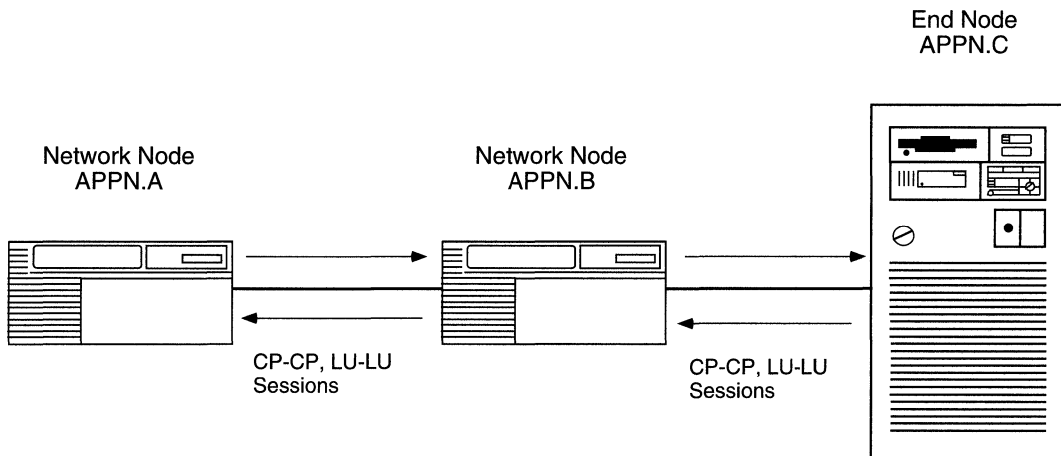 End Node
APPN.C
Network Node
APPN.A
Network Node
APPN.B
CP-CP, LU-LU
Sessions
CP-CP, LU-LU
Sessions